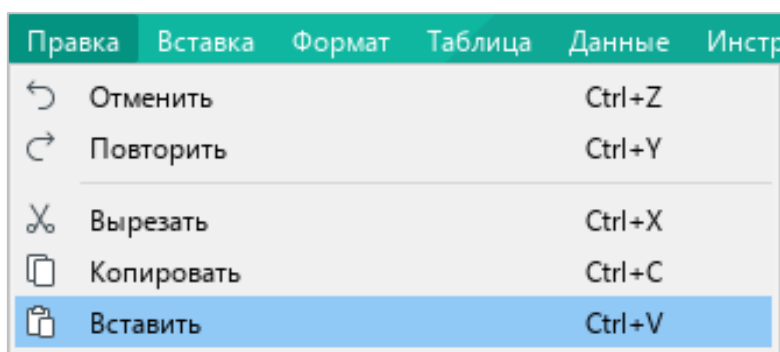 Правка Вставка Формат Таблица Данные
Отменить Ctrl+Z
Повторить Ctrl+Y
Вырезать Ctrl+X
Копировать Ctrl+C
Вставить Ctrl+V